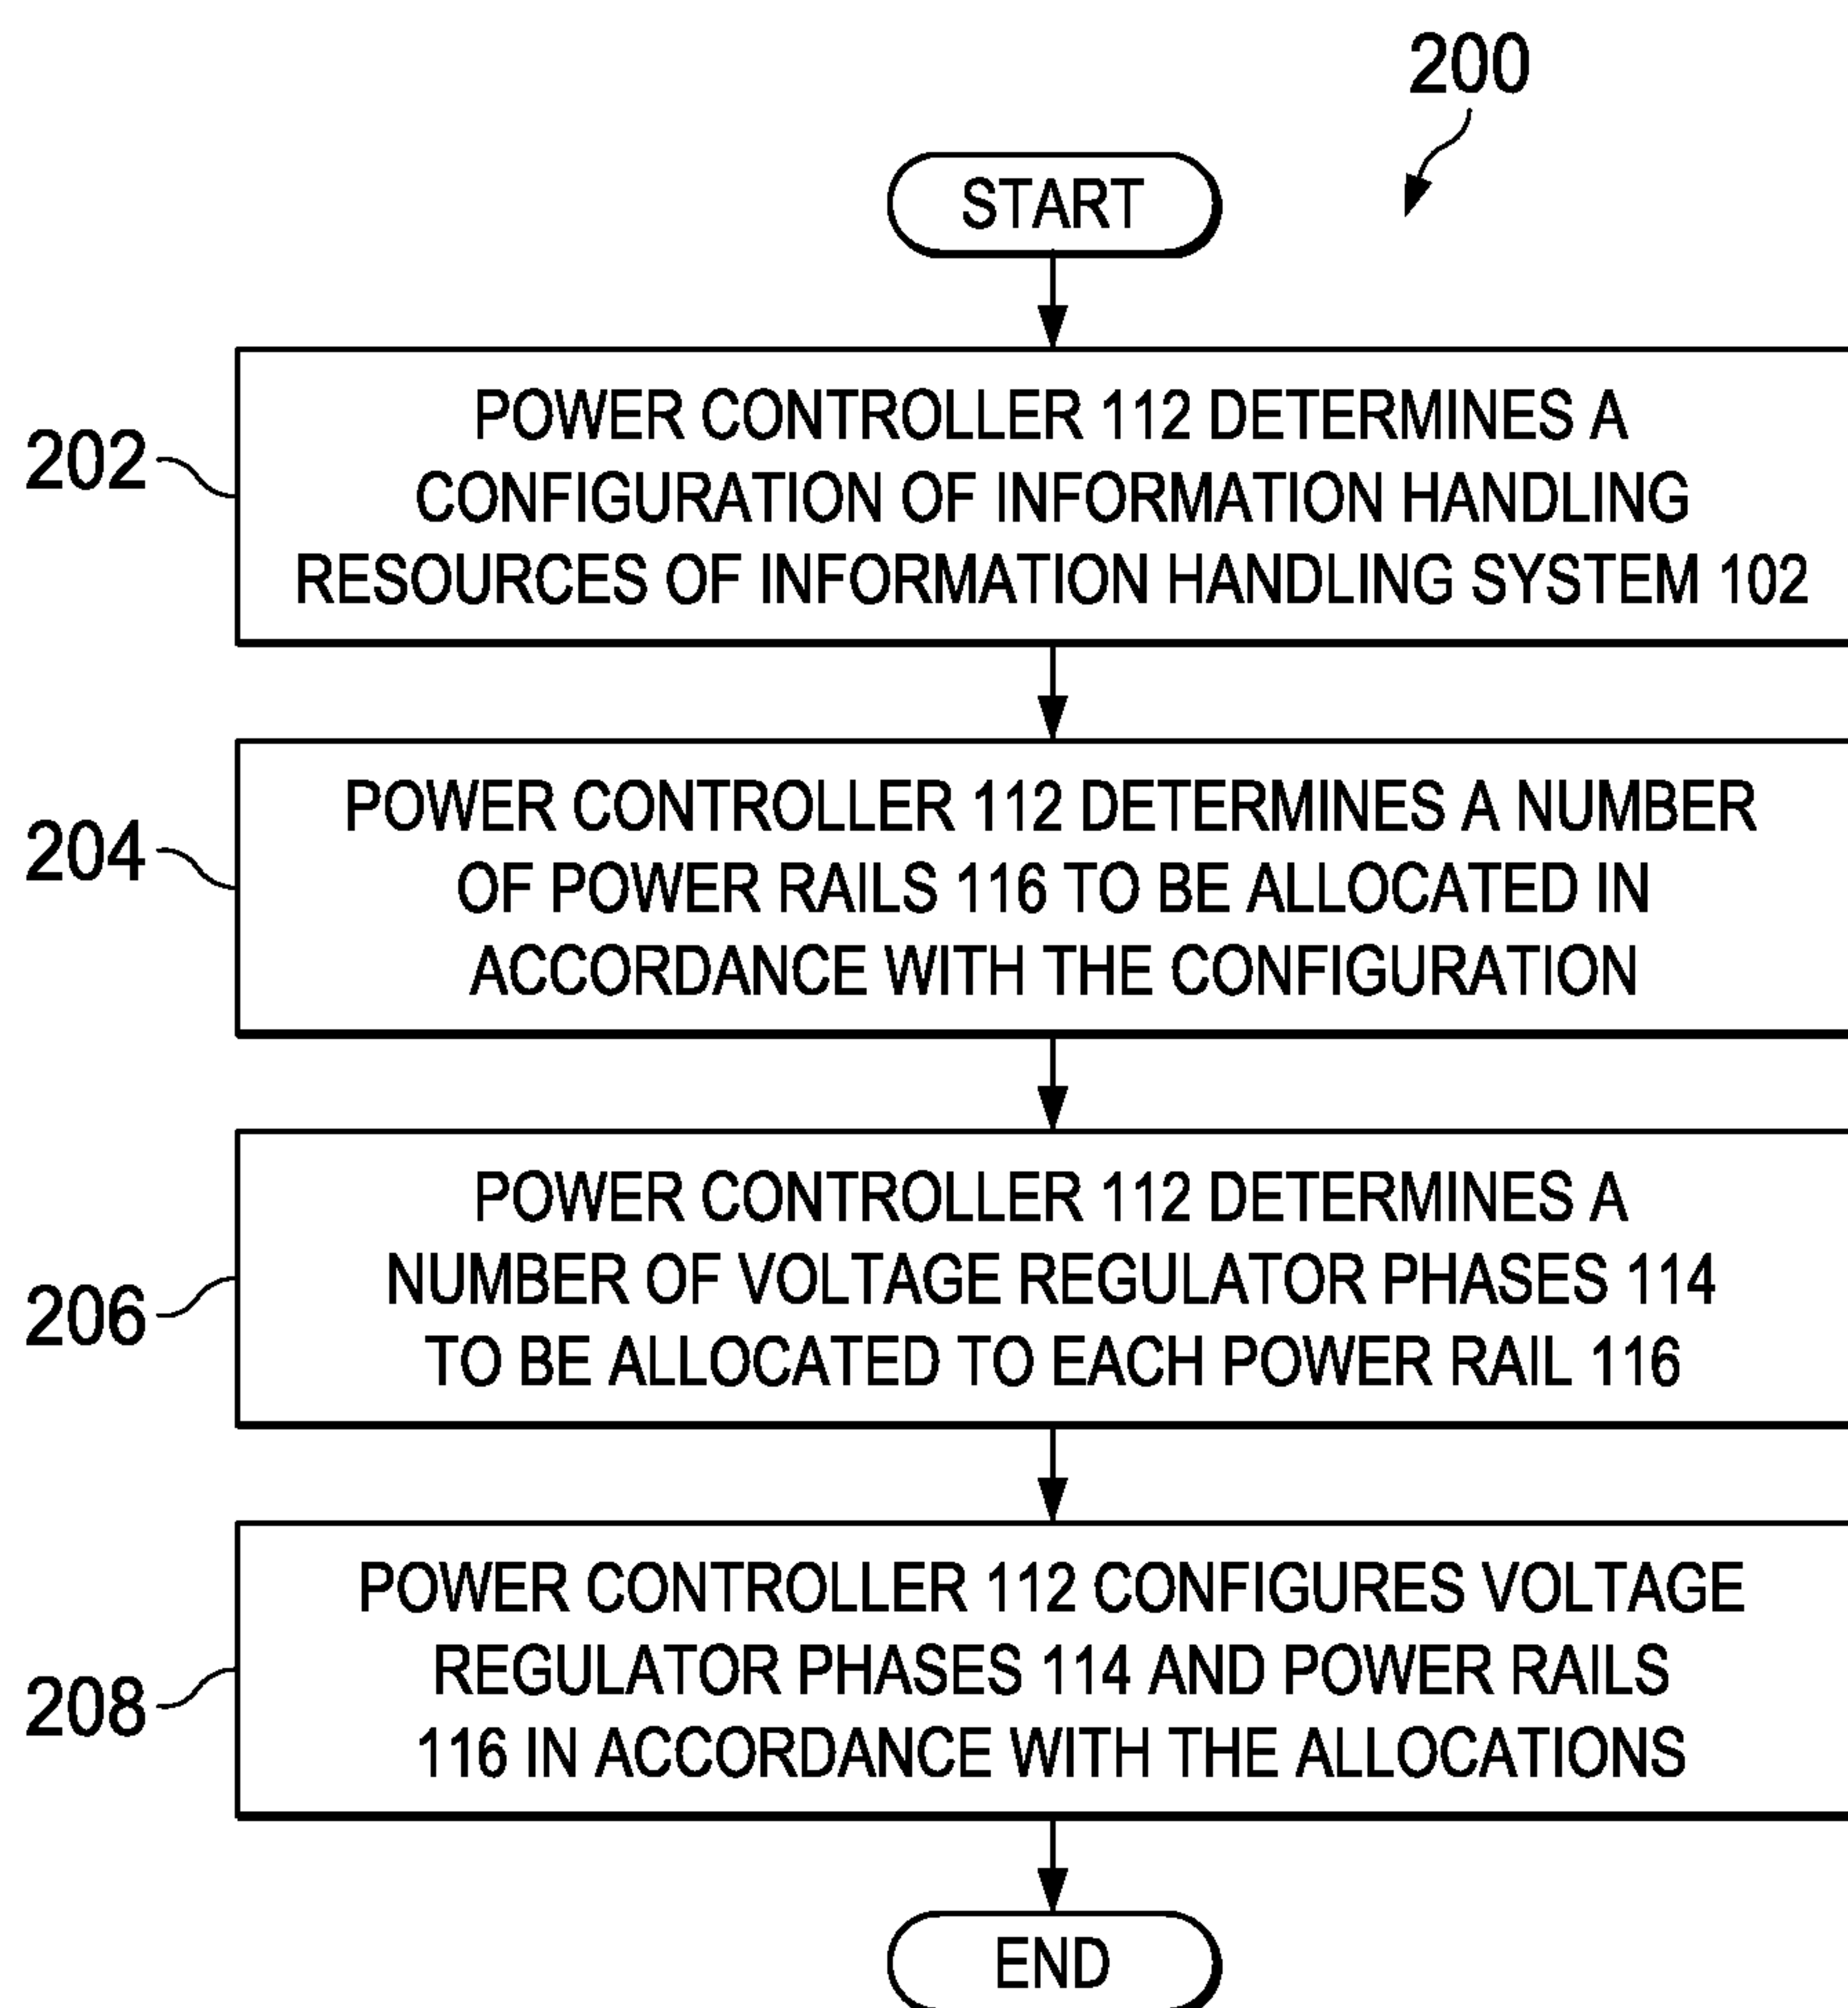 200
START
202
POWER CONTROLLER 112 DETERMINES A
CONFIGURATION OF INFORMATION HANDLING
RESOURCES OF INFORMATION HANDLING SYSTEM 102
204
POWER CONTROLLER 112 DETERMINES A NUMBER
OF POWER RAILS 116 TO BE ALLOCATED IN
ACCORDANCE WITH THE CONFIGURATION
206
POWER CONTROLLER 112 DETERMINES A
NUMBER OF VOLTAGE REGULATOR PHASES 114
TO BE ALLOCATED TO EACH POWER RAIL 116
208
POWER CONTROLLER 112 CONFIGURES VOLTAGE
REGULATOR PHASES 114 AND POWER RAILS
116 IN ACCORDANCE WITH THE ALLOCATIONS
END